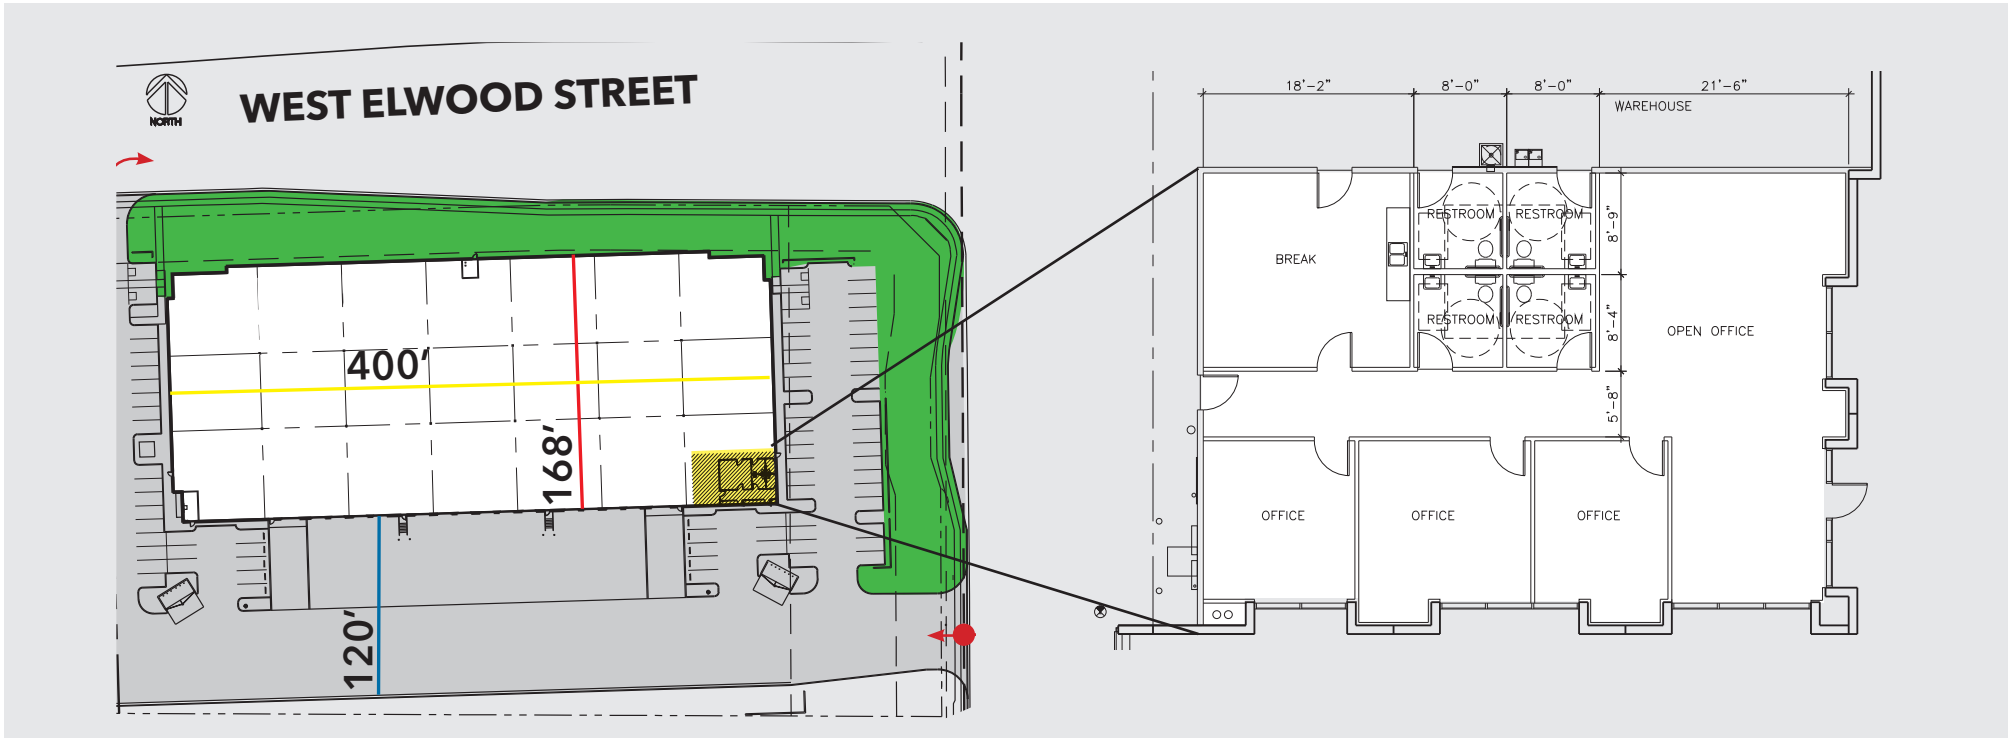 WEST ELWOOD STREET
NORTH
400'
168'
120'
18'-2"
8'-0"
8'-0"
21'-6"
WAREHOUSE
RESTROOM
RESTROOM
8'-9"
BREAK
RESTROOM
RESTROOM
8'-4"
OPEN OFFICE
5'-8"
OFFICE
OFFICE
OFFICE